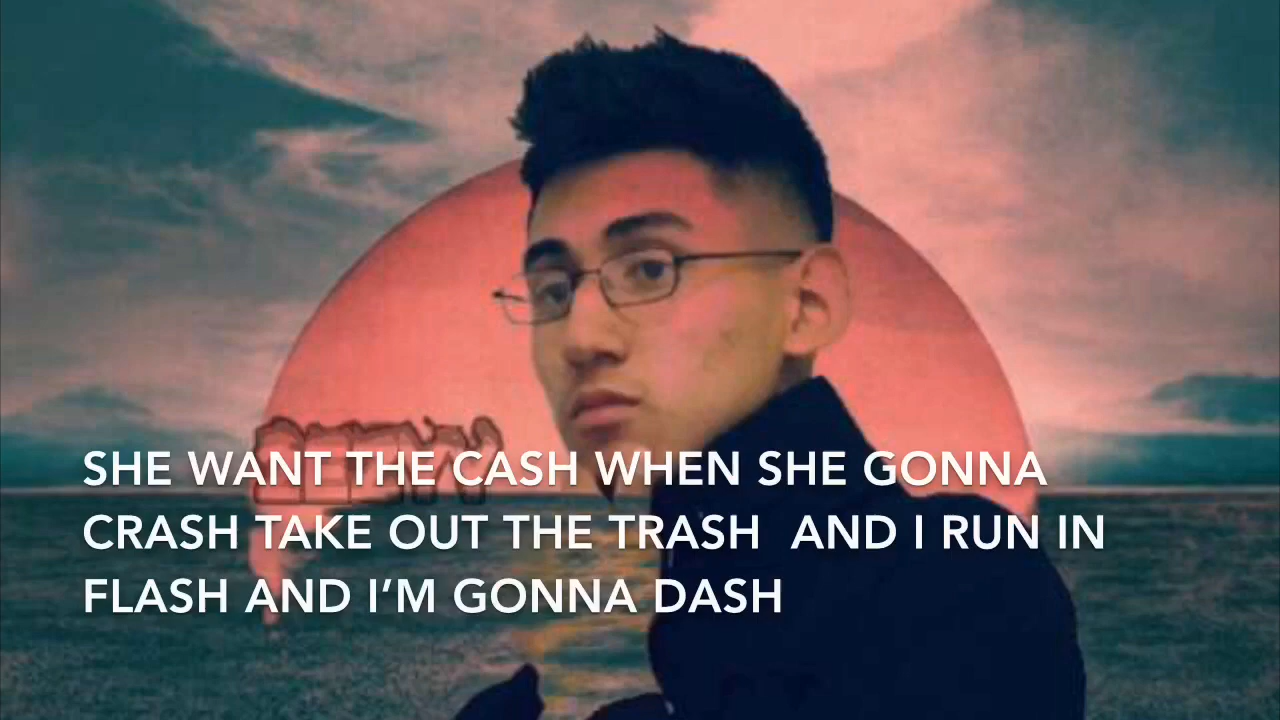 SHE WANT THE CASH WHEN SHE GONNA
CRASH TAKE OUT THE TRASH  AND I RUN IN
FLASH AND I’M GONNA DASH